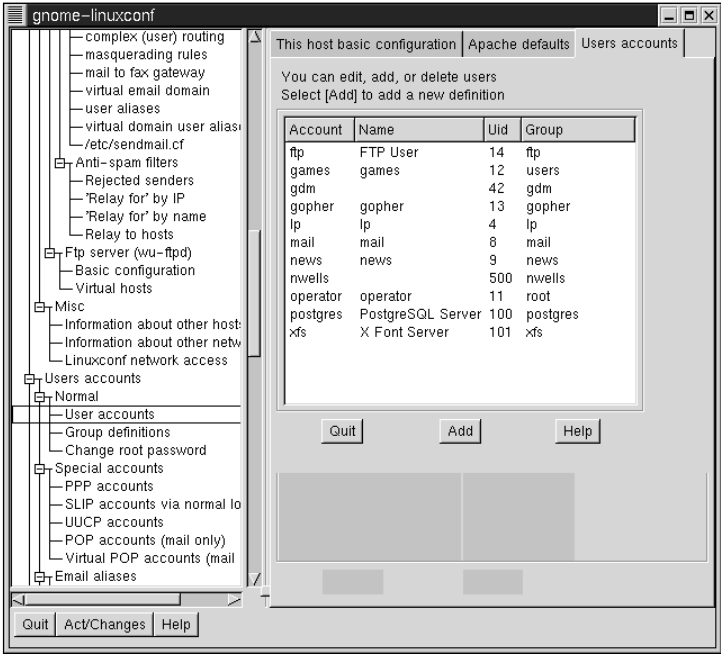 gnome-linuxconf
complex (user) routing
masquerading rules
mail to fax gateway
virtual email domain
user aliases
virtual domain user alias
/etc/sendmail.cf
Anti-spam filters
Rejected senders
'Relay for' by IP
'Relay for' by name
Relay to hosts
Ftp server (wu-ftpd)
Basic configuration
Virtual hosts
Misc
Information about other hosts
Information about other netw
Linuxconf network access
Users accounts
Normal
User accounts
Group definitions
Change root password
Special accounts
PPP accounts
SLIP accounts via normal lo
UUCP accounts
POP accounts (mail only)
Virtual POP accounts (mail
Email aliases
Quit Act/Changes Help
This host basic configuration Apache defaults Users accounts
You can edit, add, or delete users
Select [Add] to add a new definition
Account Name Uid Group
ftp FTP User 14 ftp
games games 12 users
gdm 42 gdm
gopher gopher 13 gopher
lp lp 4 lp
mail mail 8 mail
news news 9 news
nwells 500 nwells
operator operator 11 root
postgres PostgreSQL Server 100 postgres
xfs X Font Server 101 xfs
Quit Add Help